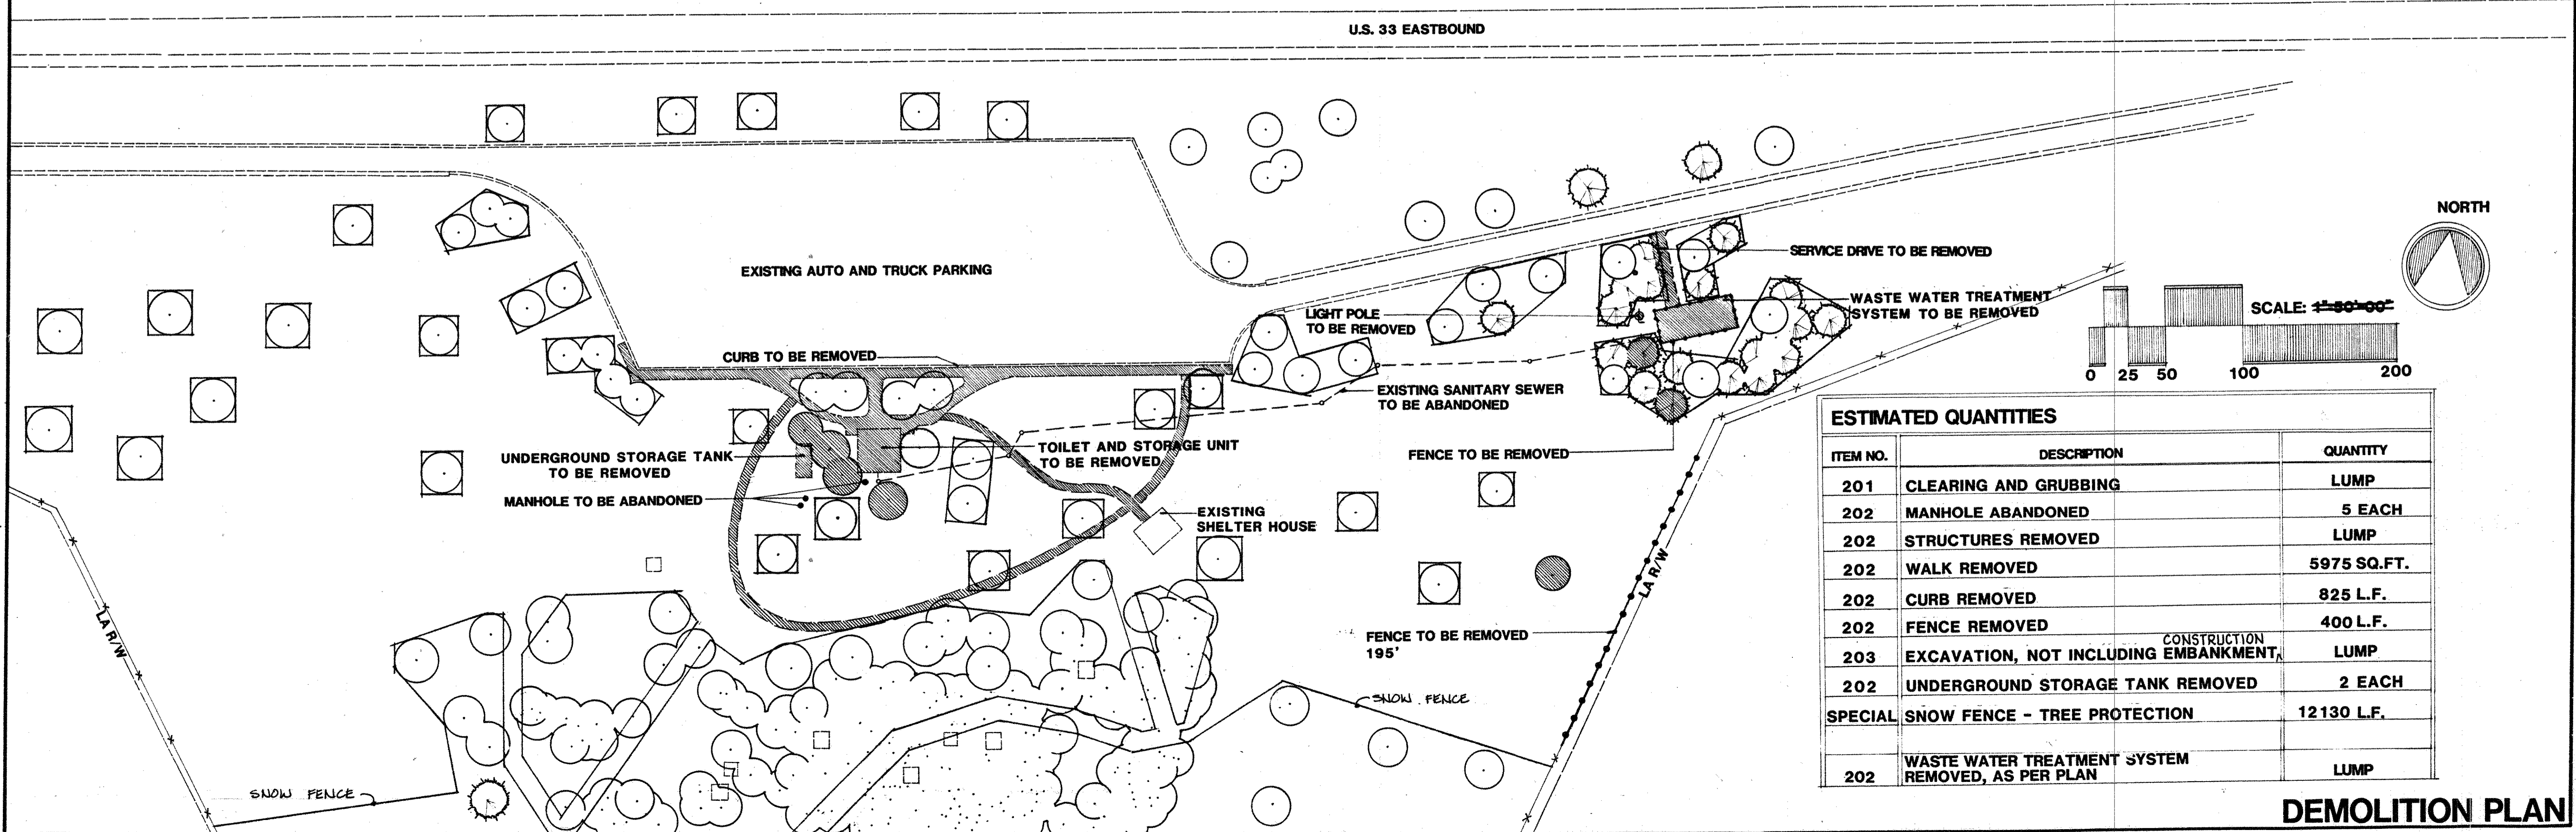 U.S. 33 EASTBOUND
NORTH
EXISTING AUTO AND TRUCK PARKING
SERVICE DRIVE TO BE REMOVED
WASTE WATER TREATMENT
SYSTEM TO BE REMOVED
LIGHT POLE
TO BE REMOVED
SCALE: 1"-50'-00"
0 25 50 100 200
CURB TO BE REMOVED
EXISTING SANITARY SEWER
TO BE ABANDONED
UNDERGROUND STORAGE TANK
TO BE REMOVED
TOILET AND STORAGE UNIT
TO BE REMOVED
FENCE TO BE REMOVED
MANHOLE TO BE ABANDONED
EXISTING
SHELTER HOUSE
LA R/W
LA R/W
FENCE TO BE REMOVED
195'
SNOW FENCE
SNOW FENCE
ESTIMATED QUANTITIES
ITEM NO. DESCRIPTION QUANTITY
201 CLEARING AND GRUBBING LUMP
202 MANHOLE ABANDONED 5 EACH
202 STRUCTURES REMOVED LUMP
202 WALK REMOVED 5975 SQ.FT.
202 CURB REMOVED 825 L.F.
202 FENCE REMOVED 400 L.F.
CONSTRUCTION
203 EXCAVATION, NOT INCLUDING EMBANKMENT LUMP
202 UNDERGROUND STORAGE TANK REMOVED 2 EACH
SPECIAL SNOW FENCE - TREE PROTECTION 12130 L.F.
WASTE WATER TREATMENT SYSTEM
202 REMOVED, AS PER PLAN LUMP
DEMOLITION PLAN